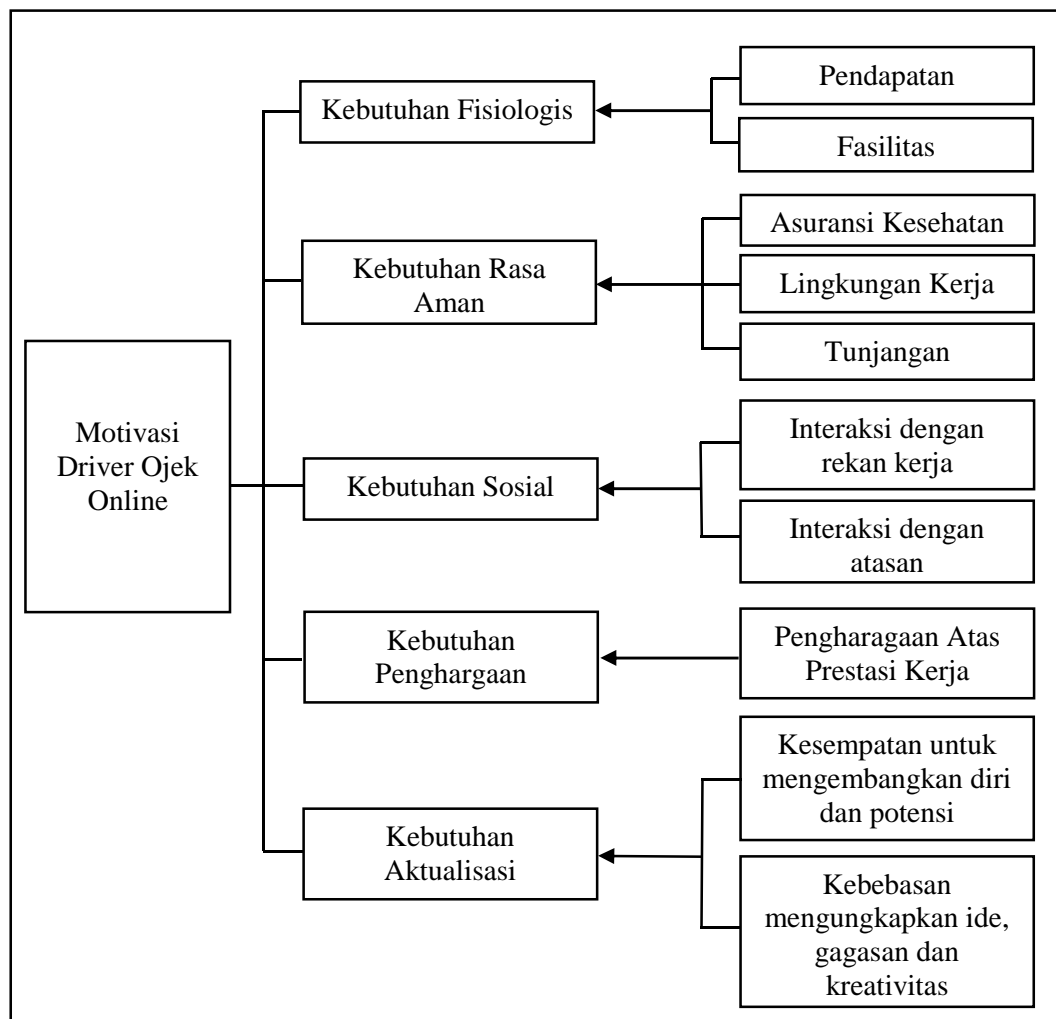 Motivasi
Driver Ojek
Online
Kebutuhan Fisiologis
Pendapatan
Fasilitas
Kebutuhan Rasa
Aman
Asuransi Kesehatan
Lingkungan Kerja
Tunjangan
Kebutuhan Sosial
Interaksi dengan
rekan kerja
Interaksi dengan
atasan
Kebutuhan
Penghargaan
Pengharagaan Atas
Prestasi Kerja
Kebutuhan
Aktualisasi
Kesempatan untuk
mengembangkan diri
dan potensi
Kebebasan
mengungkapkan ide,
gagasan dan
kreativitas